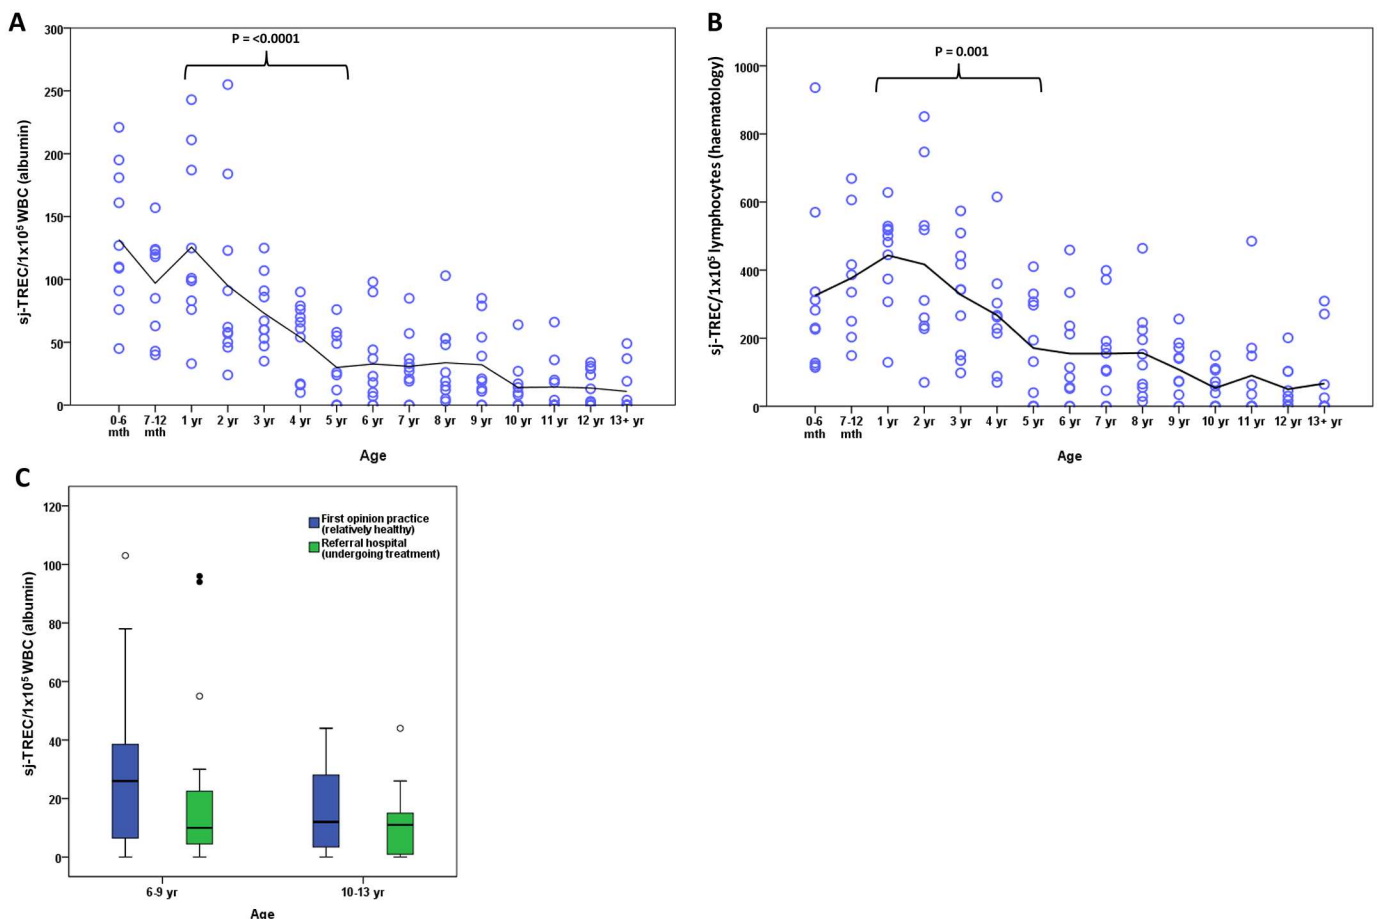 A
P = <0.0001
sj-TREC/1x10⁵ WBC (albumin)
300
250
200
150
100
50
0
0-6 mth
7-12 mth
1 yr
2 yr
3 yr
4 yr
5 yr
6 yr
7 yr
8 yr
9 yr
10 yr
11 yr
12 yr
13+ yr
Age
B
P = 0.001
sj-TREC/1x10⁵ lymphocytes (haematology)
1000
800
600
400
200
0
0-6 mth
7-12 mth
1 yr
2 yr
3 yr
4 yr
5 yr
6 yr
7 yr
8 yr
9 yr
10 yr
11 yr
12 yr
13+ yr
Age
C
sj-TREC/1x10⁵ WBC (albumin)
120
100
80
60
40
20
0
First opinion practice
(relatively healthy)
Referral hospital
(undergoing treatment)
6-9 yr
10-13 yr
Age